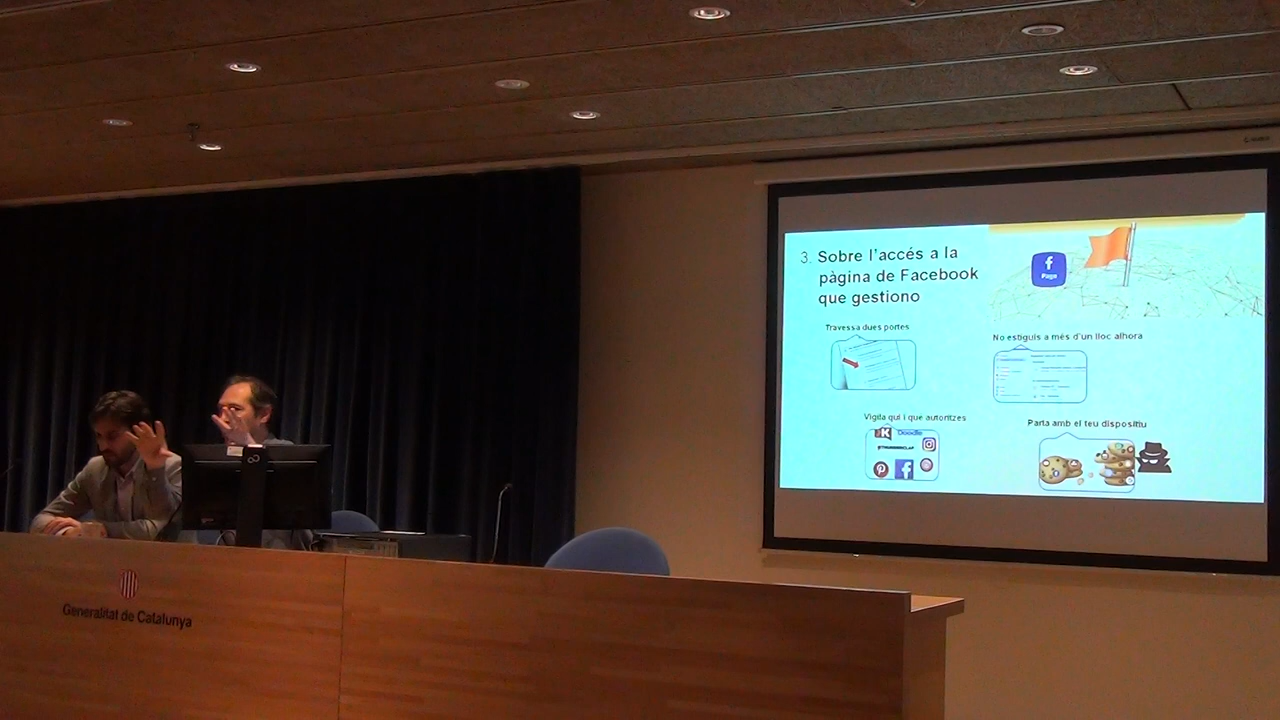 3. Sobre l'accés a la
pàgina de Facebook
que gestiono
Page
Travessa dues portes
No estiguis a més d'un lloc alhora
Vigila qui i què autoritzes
K
Doodle
Parla amb el teu dispositiu
Generalitat de Catalunya